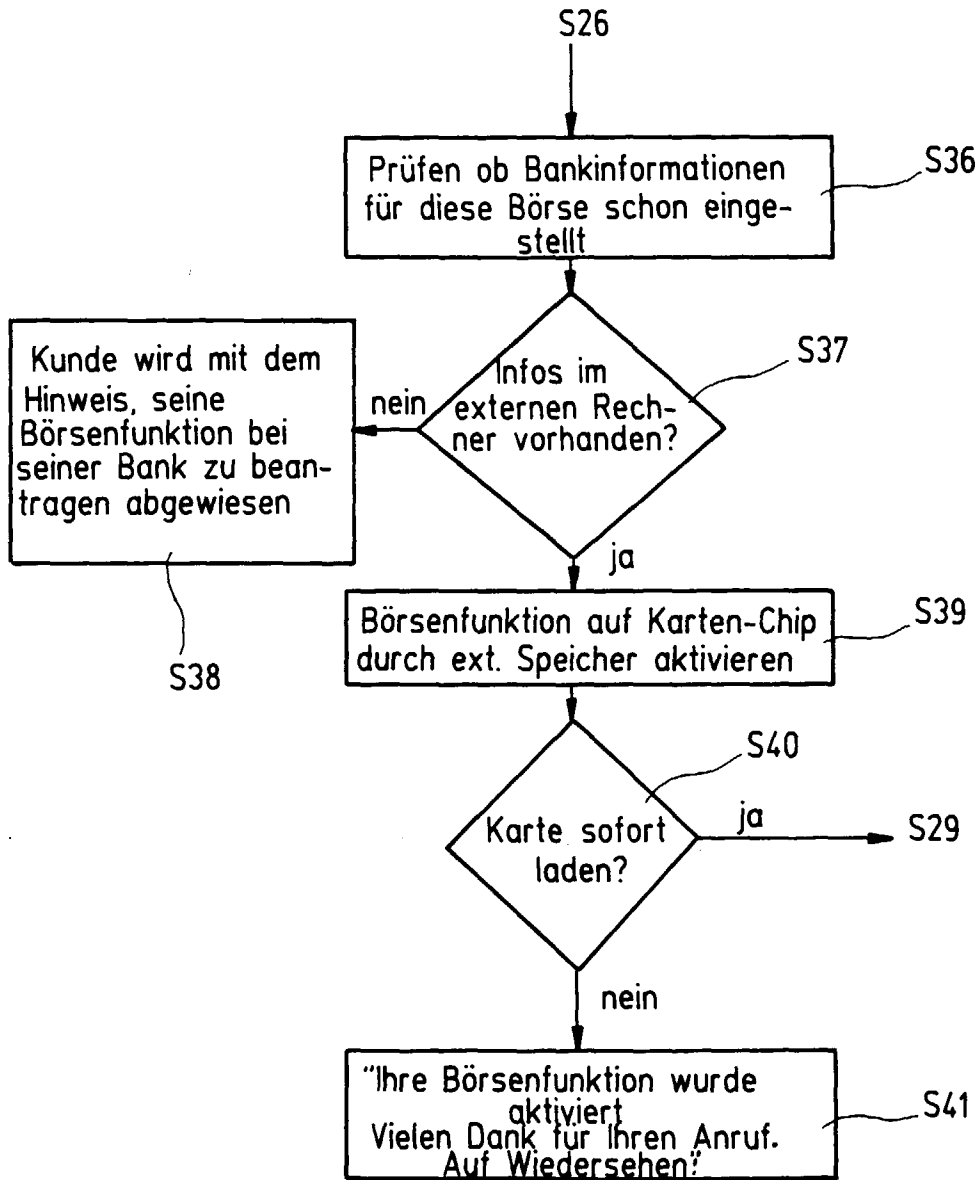 S26
Prüfen ob Bankinformationen
für diese Börse schon einge-
stellt
S36
Infos im
externen Rech-
ner vorhanden?
S37
nein
Kunde wird mit dem
Hinweis, seine
Börsenfunktion bei
seiner Bank zu bean-
tragen abgewiesen
S38
ja
Börsenfunktion auf Karten-Chip
durch ext. Speicher aktivieren
S39
Karte sofort
laden?
S40
ja
S29
nein
"Ihre Börsenfunktion wurde
aktiviert
Vielen Dank für Ihren Anruf.
Auf Wiedersehen"
S41